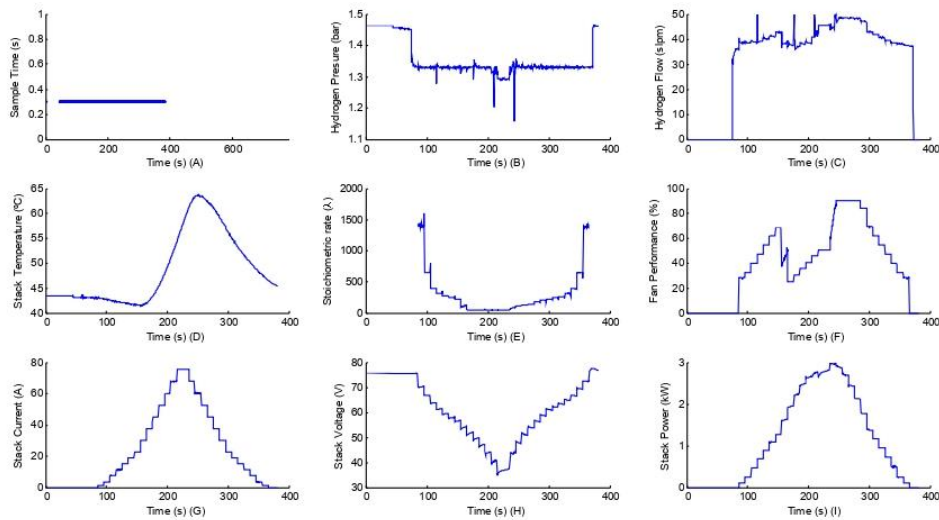 Sample Time (s)
1
0.8
0.6
0.4
0.2
0
0 200 400 600
Time (s) (A)
Hydrogen Presure (bar)
1.5
1.4
1.3
1.2
1.1
0 100 200 300 400
Time (s) (B)
Hydrogen Flow (slpm)
50
40
30
20
10
0
0 100 200 300 400
Time (s) (C)
Stack Temperature (ºC)
65
60
55
50
45
40
0 100 200 300 400
Time (s) (D)
Stoichiometric rate (λ)
2000
1500
1000
500
0
0 100 200 300 400
Time (s) (E)
Fan Performance (%)
100
80
60
40
20
0
0 100 200 300 400
Time (s) (F)
Stack Current (A)
80
60
40
20
0
0 100 200 300 400
Time (s) (G)
Stack Voltage (V)
80
70
60
50
40
30
0 100 200 300 400
Time (s) (H)
Stack Power (kW)
3
2
1
0
0 100 200 300 400
Time (s) (I)